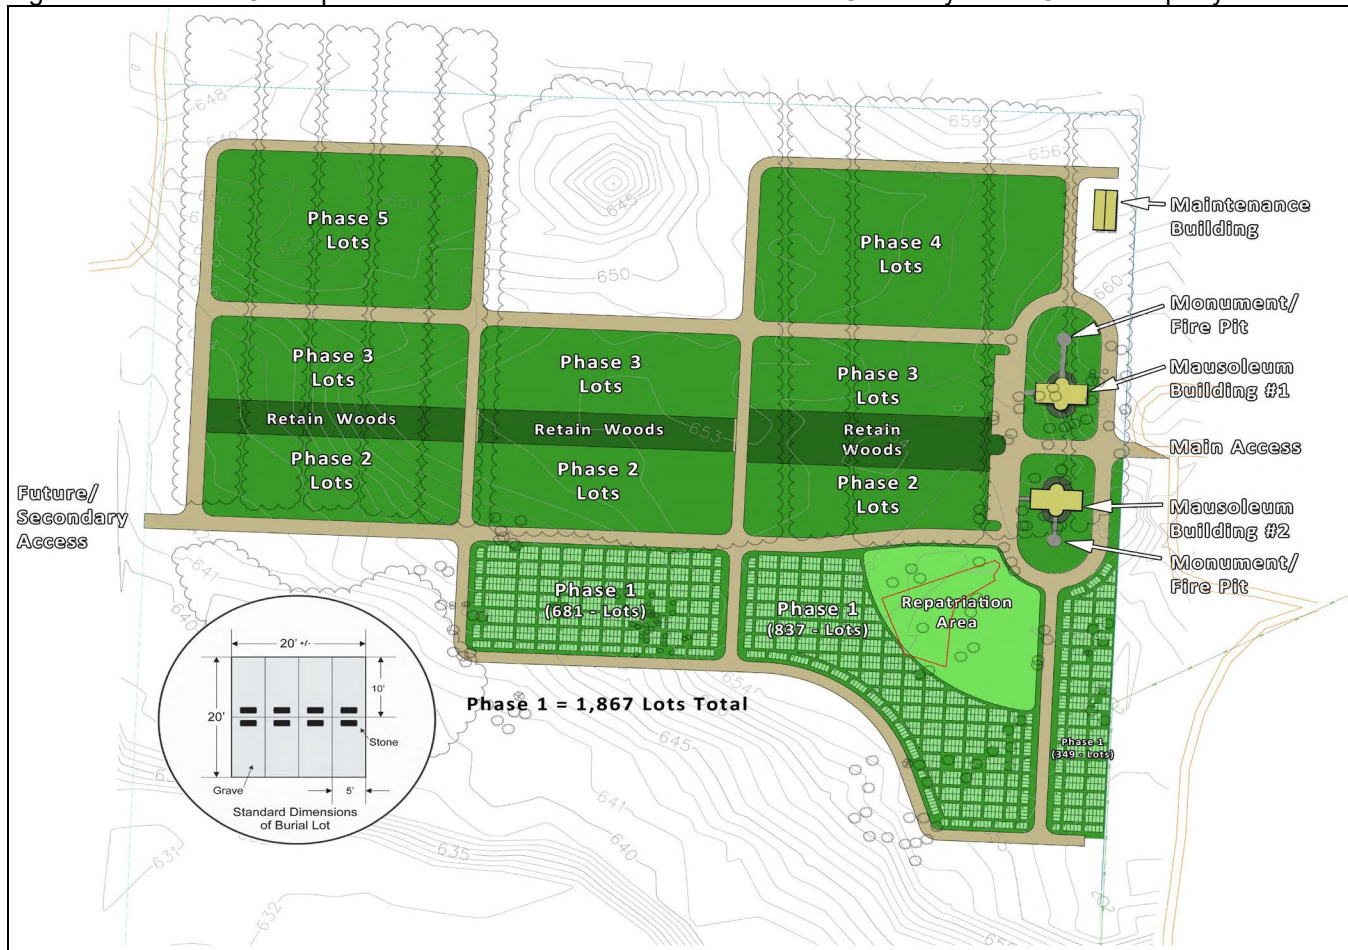 648
659
656
645
650
660
Phase 5
Lots
Phase 4
Lots
Maintenance
Building
Monument/
Fire Pit
Mausoleum
Building #1
Main Access
Mausoleum
Building #2
Monument/
Fire Pit
Phase 3
Lots
Phase 3
Lots
Phase 3
Lots
Retain Woods
Retain Woods
653
Retain
Woods
Phase 2
Lots
Phase 2
Lots
Phase 2
Lots
Future/
Secondary
Access
641
640
Phase 1
(681 - Lots)
Phase 1
(837 - Lots)
Repatriation
Area
Phase 1
(349 - Lots)
Phase 1 = 1,867 Lots Total
654
645
641
640
635
631
632
20' +/-
10'
20'
Stone
Grave
5'
Standard Dimensions
of Burial Lot